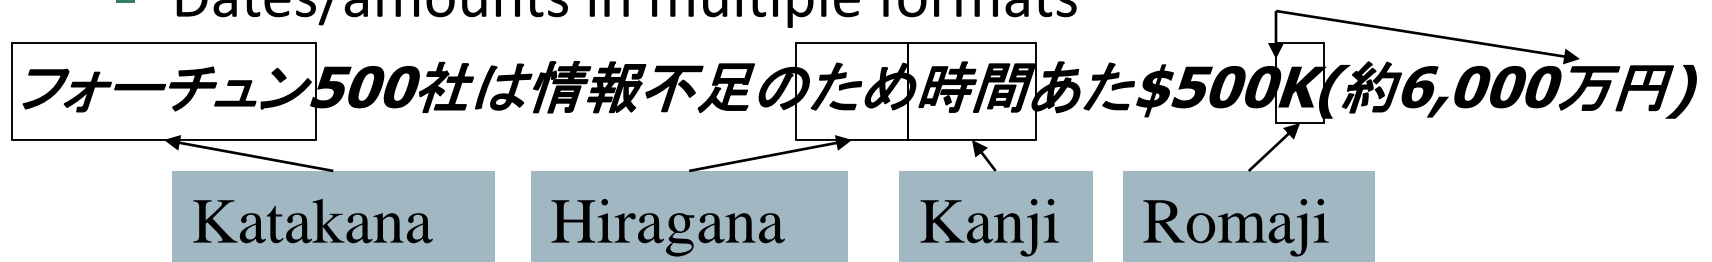 Dates/amounts in multiple formats
フォーチュン500社は情報不足のため時間あた$500K(約6,000万円)
Katakana Hiragana Kanji Romaji